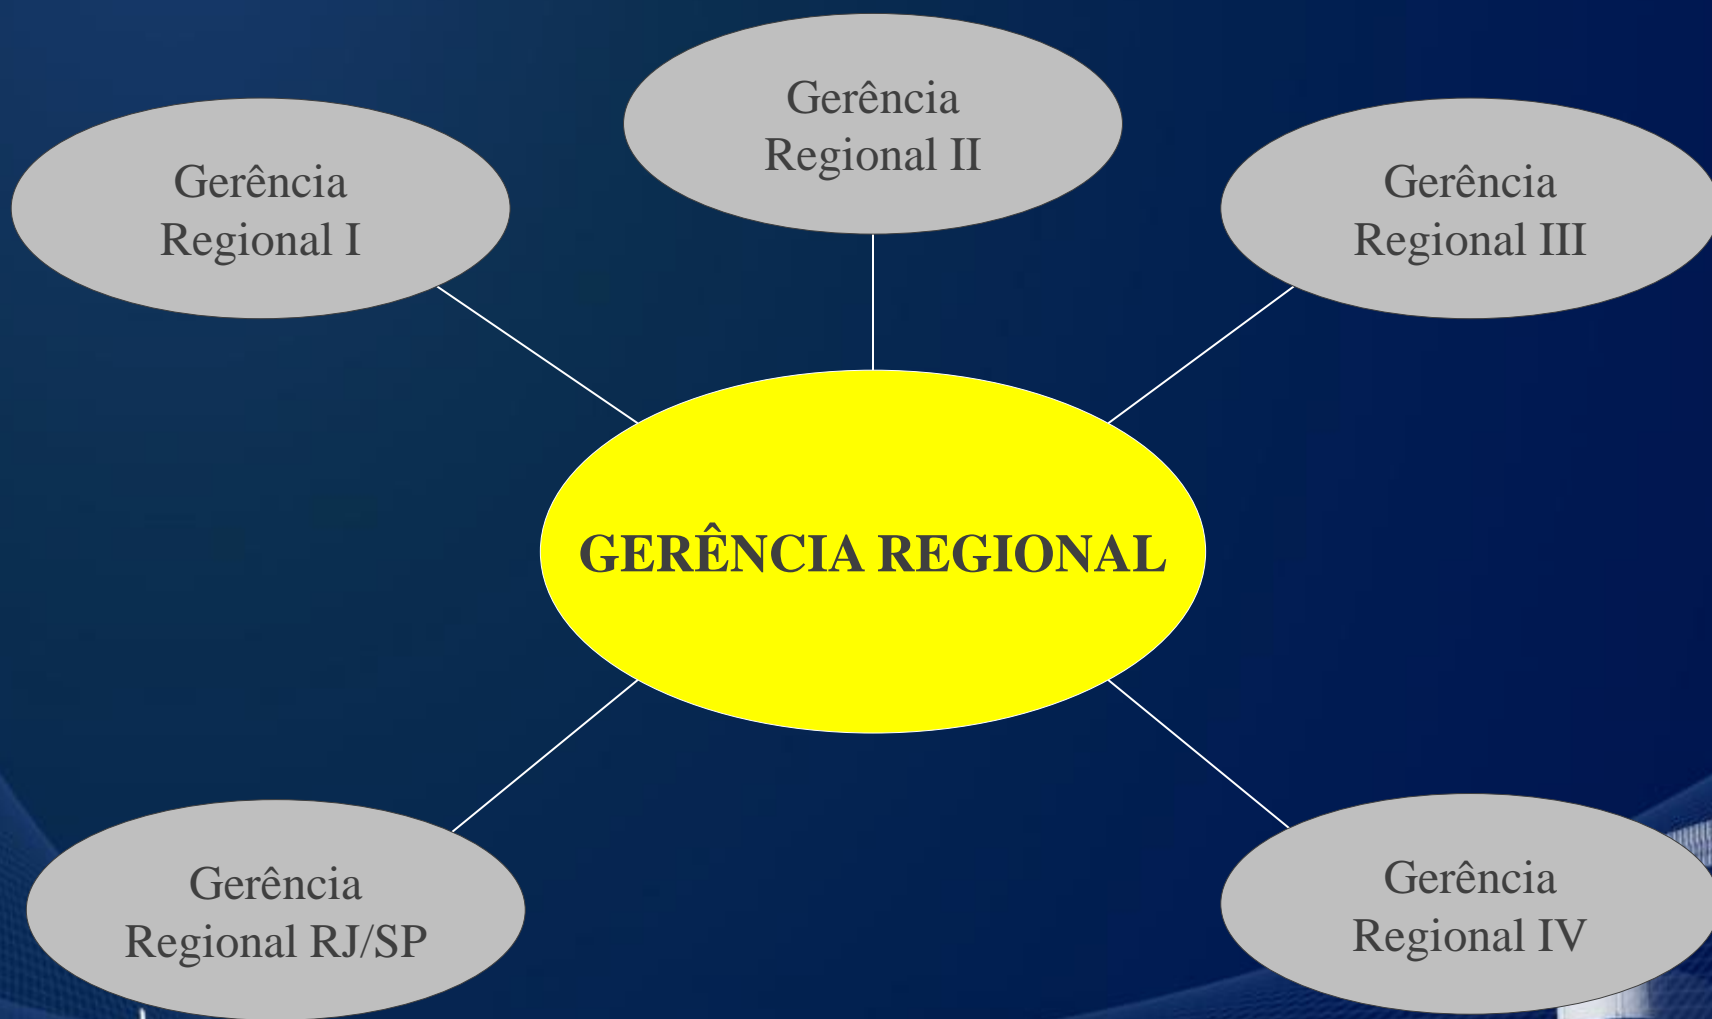 Gerência
Regional II
Gerência
Regional I
Gerência
Regional III
GERÊNCIA REGIONAL
Gerência
Regional RJ/SP
Gerência
Regional IV